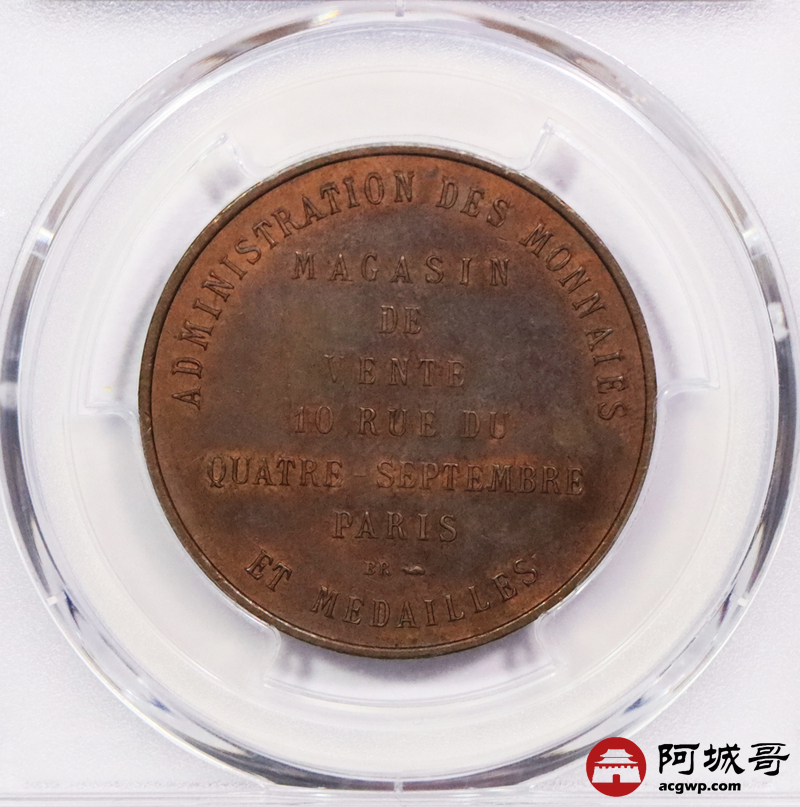 ADMINISTRATION DES MONNAIES
MAGASIN
DE
VENTE
10 RUE DU
QUATRE-SEPTEMBRE
PARIS
BR
ET MEDAILLES
阿城哥
acgwp.com